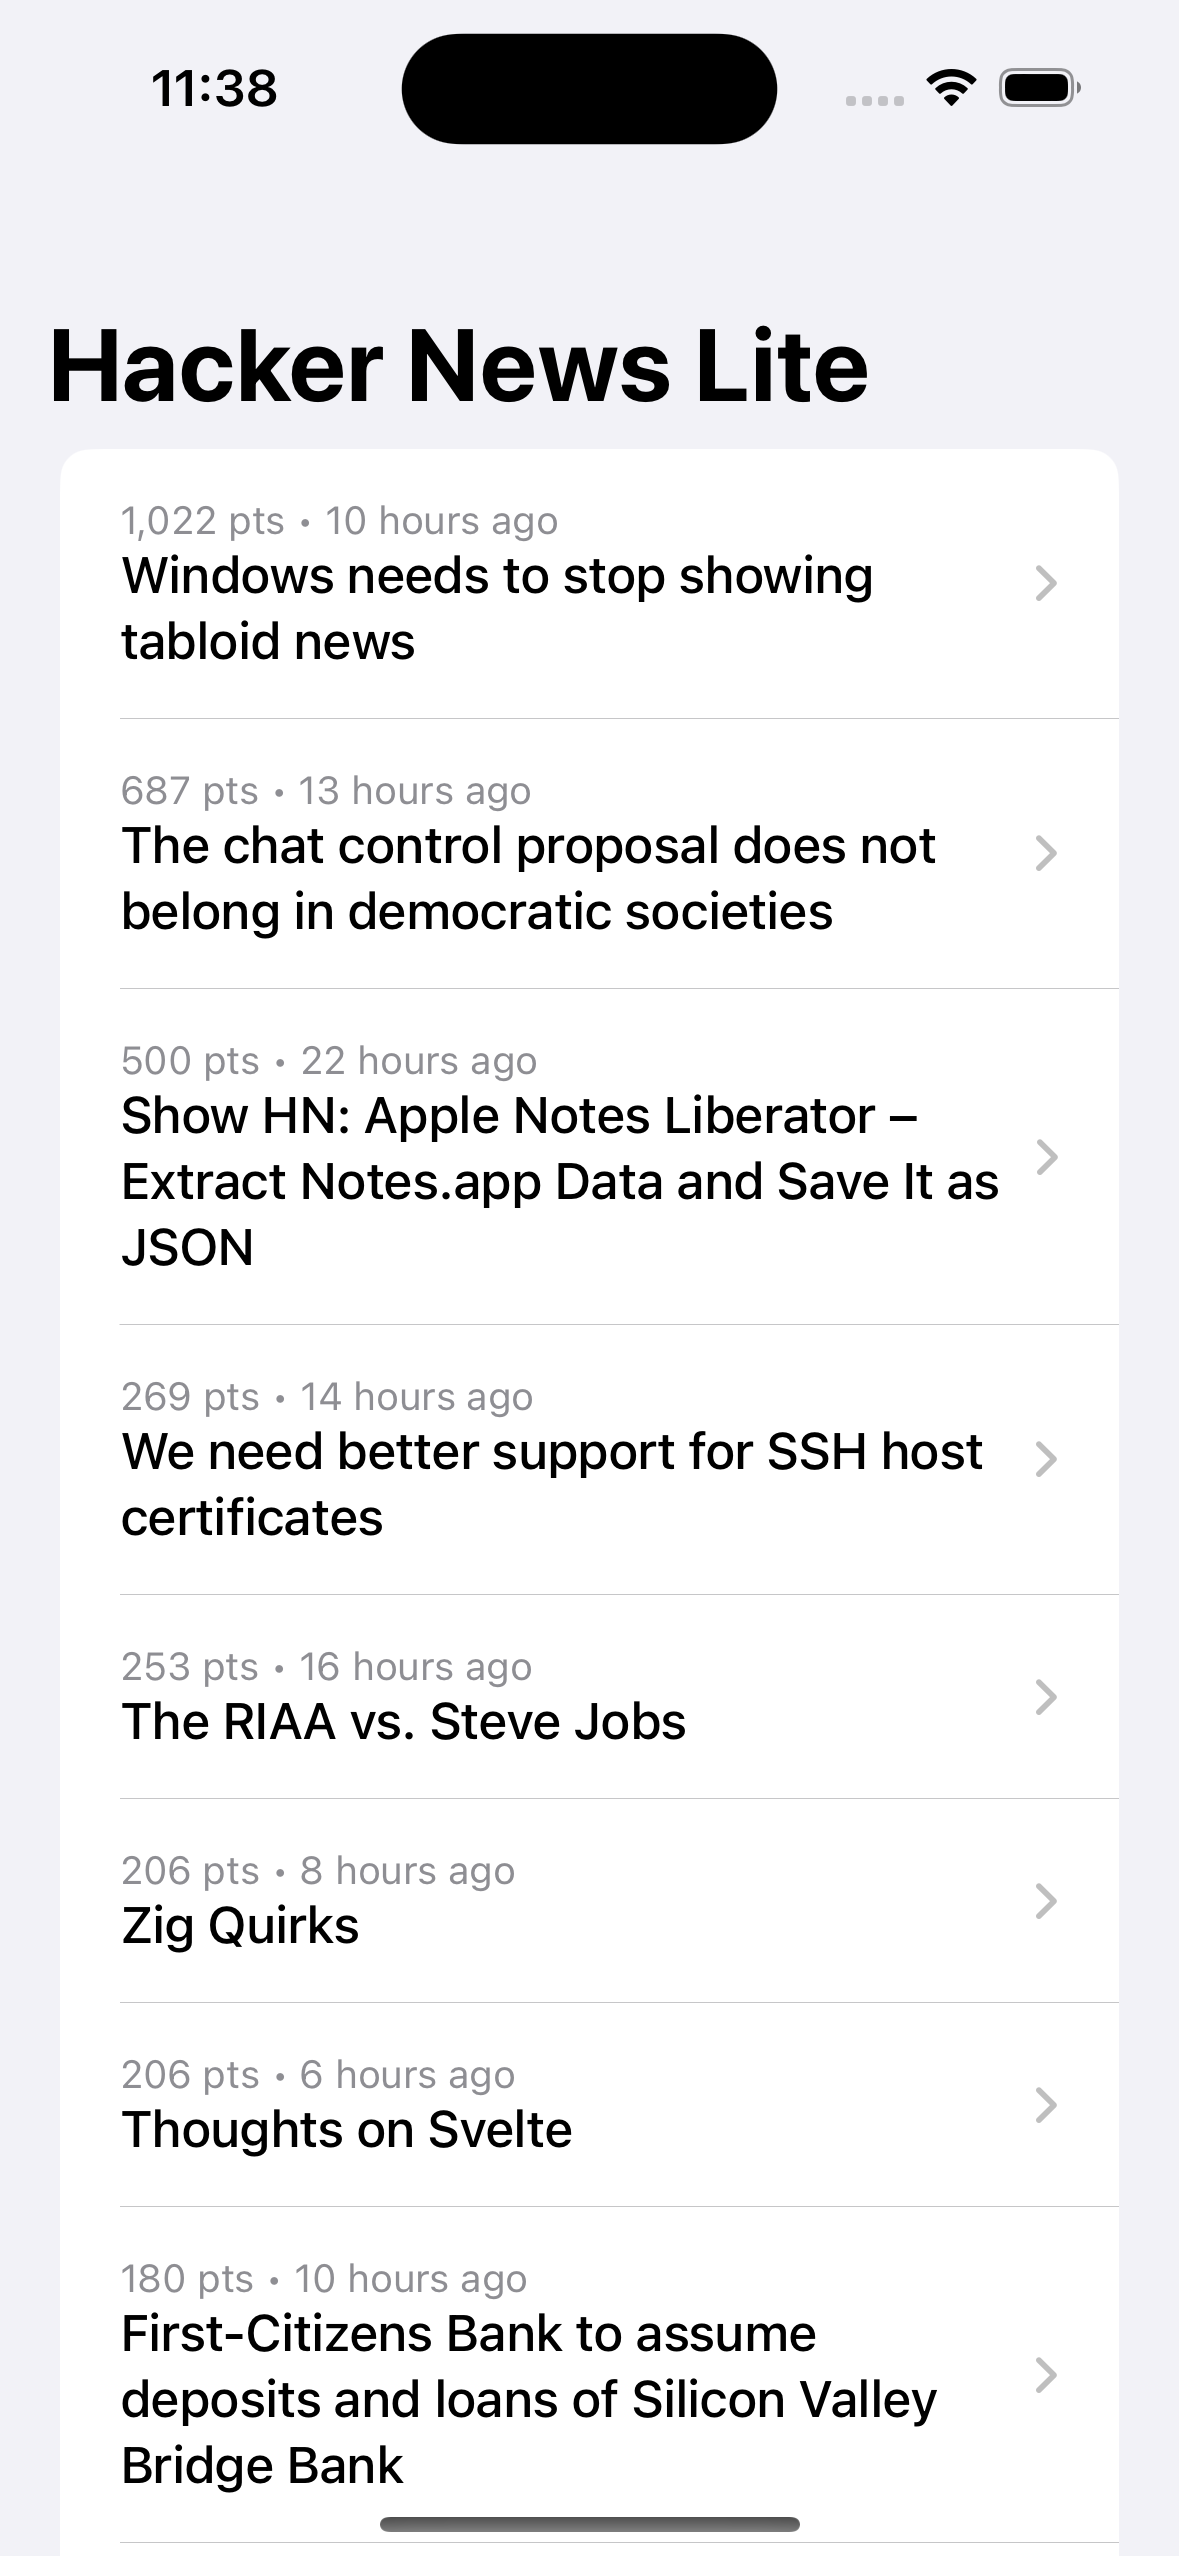 11:38
Hacker News Lite
1,022 pts • 10 hours ago
Windows needs to stop showing
tabloid news
687 pts • 13 hours ago
The chat control proposal does not
belong in democratic societies
500 pts • 22 hours ago
Show HN: Apple Notes Liberator –
Extract Notes.app Data and Save It as
JSON
269 pts • 14 hours ago
We need better support for SSH host
certificates
253 pts • 16 hours ago
The RIAA vs. Steve Jobs
206 pts • 8 hours ago
Zig Quirks
206 pts • 6 hours ago
Thoughts on Svelte
180 pts • 10 hours ago
First-Citizens Bank to assume
deposits and loans of Silicon Valley
Bridge Bank